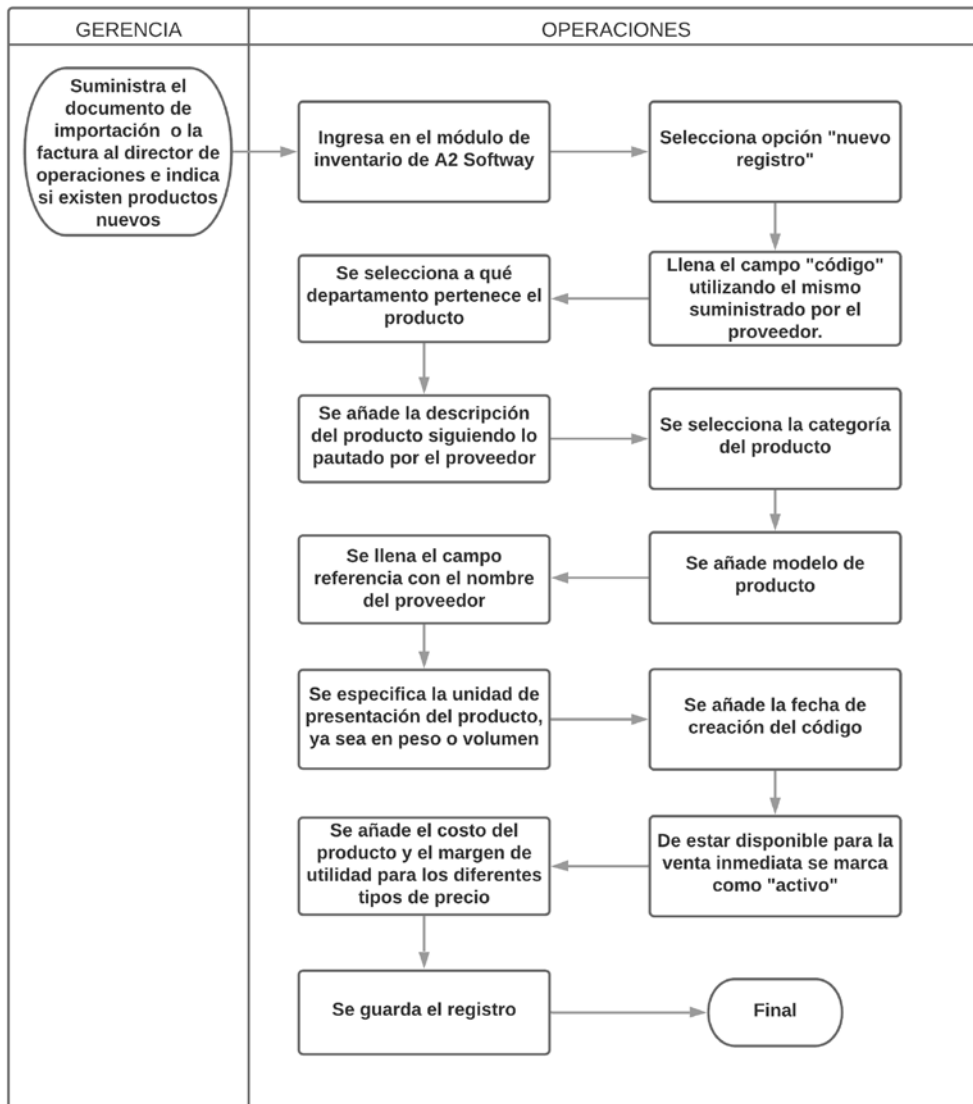 GERENCIA
OPERACIONES
Suministra el
documento de
importación o la
factura al director de
operaciones e indica
si existen productos
nuevos
Ingresa en el módulo de
inventario de A2 Softway
Selecciona opción "nuevo
registro"
Llena el campo "código"
utilizando el mismo
suministrado por el
proveedor.
Se selecciona a qué
departamento pertenece el
producto
Se añade la descripción
del producto siguiendo lo
pautado por el proveedor
Se selecciona la categoría
del producto
Se añade modelo de
producto
Se llena el campo
referencia con el nombre
del proveedor
Se especifica la unidad de
presentación del producto,
ya sea en peso o volumen
Se añade la fecha de
creación del código
De estar disponible para la
venta inmediata se marca
como "activo"
Se añade el costo del
producto y el margen de
utilidad para los diferentes
tipos de precio
Se guarda el registro
Final